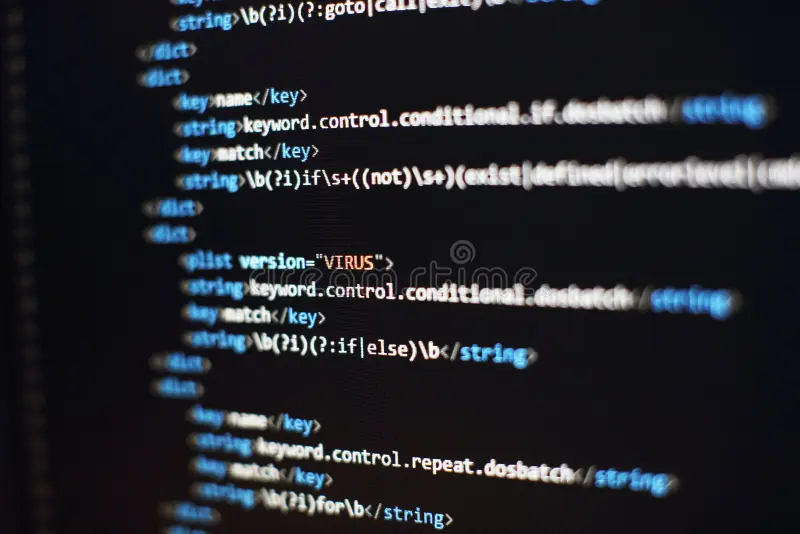 <string>\b(?i)(?:goto|call|exit)\b
</dict>
<dict>
<key>name</key>
<string>keyword.control.conditional.if.dosbatch</string>
<key>match</key>
<string>\b(?i)if\s+((not)\s+)(exist|defined|errorlevel|
</dict>
<dict>
<plist version="VIRUS">
dreamstime
<string>keyword.control.conditional.dosbatch</string>
<key>match</key>
<string>\b(?i)(?:if|else)\b</string>
</dict>
<dict>
<key>name</key>
<string>keyword.control.repeat.dosbatch</string>
<key>match</key>
<string>\b(?i)for\b</string>
</dict>